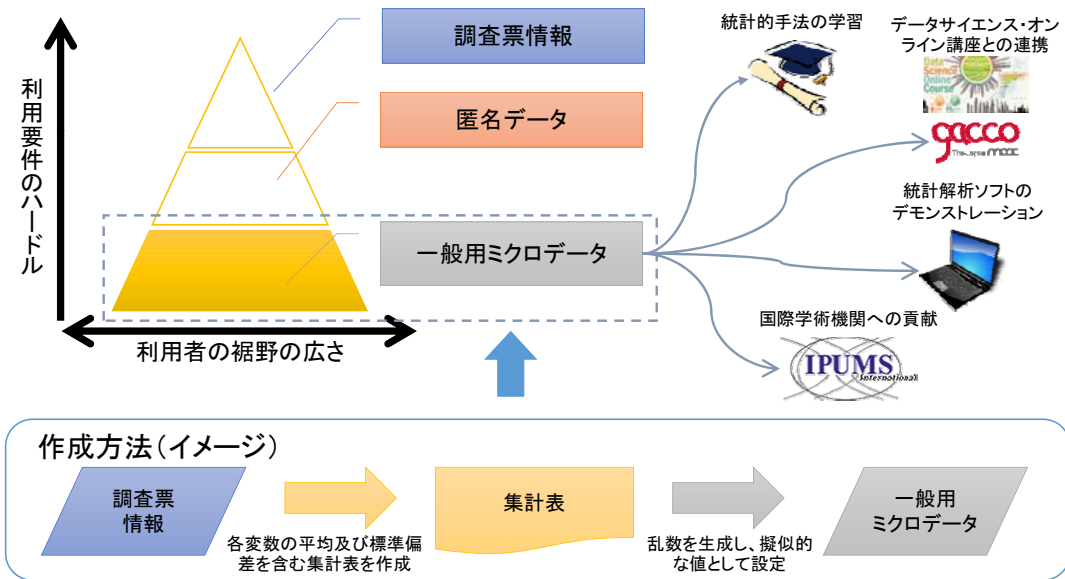 統計的手法の学習
データサイエンス・オン
ライン講座との連携
Data
Science
Online
Course
gacco
The Japan MOOC
調査票情報
匿名データ
一般用ミクロデータ
利用要件のハードル
利用者の裾野の広さ
統計解析ソフトの
デモンストレーション
国際学術機関への貢献
IPUMS
International
作成方法(イメージ)
調査票
情報
各変数の平均及び標準偏
差を含む集計表を作成
集計表
乱数を生成し、擬似的
な値として設定
一般用
ミクロデータ